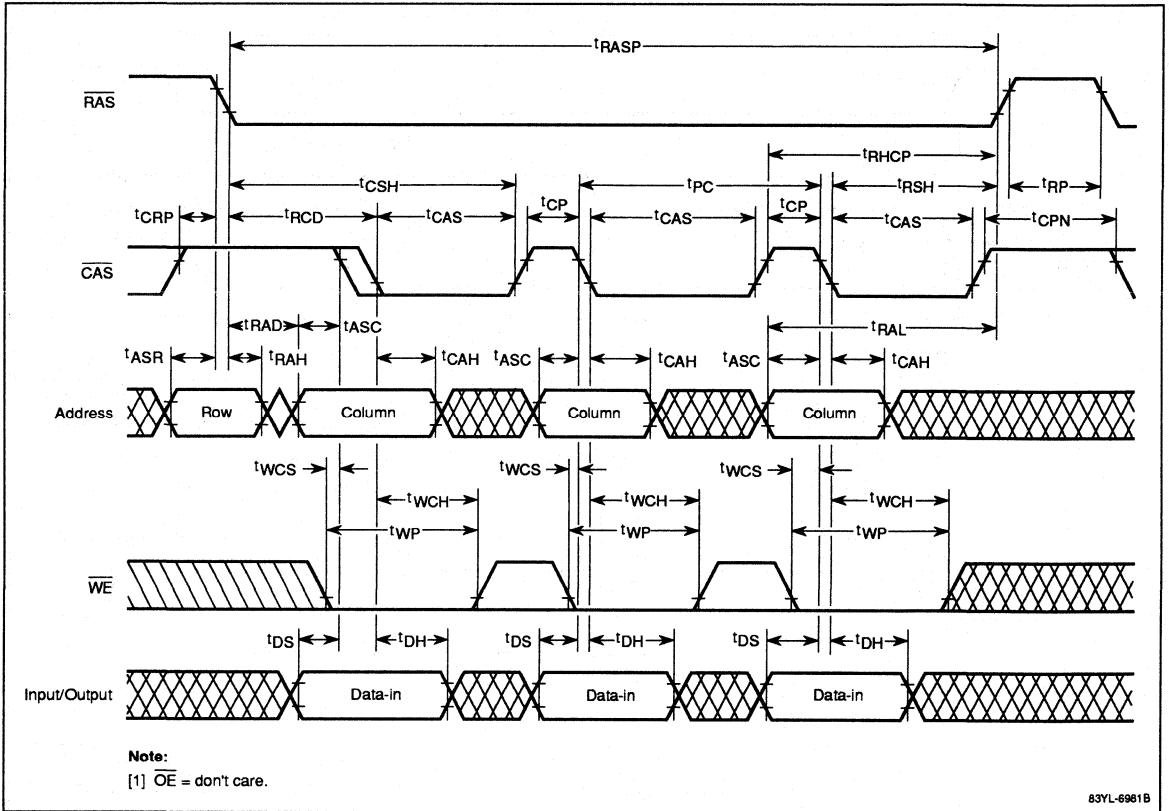 tRASP
RAS
tRHCP
tCSH tPC tRSH tRP
tCRP tRCD tCAS tCP tCAS tCP tCAS tCPN
CAS
tRAD tASC tRAL
tASR tRAH tCAH tASC tCAH tASC tCAH
Address Row Column Column Column
tWCS tWCS tWCS
tWCH tWCH tWCH
tWP tWP tWP
WE
tDS tDH tDS tDH tDS tDH
Input/Output Data-in Data-in Data-in
Note:
[1] OE = don't care.
83YL-6981B